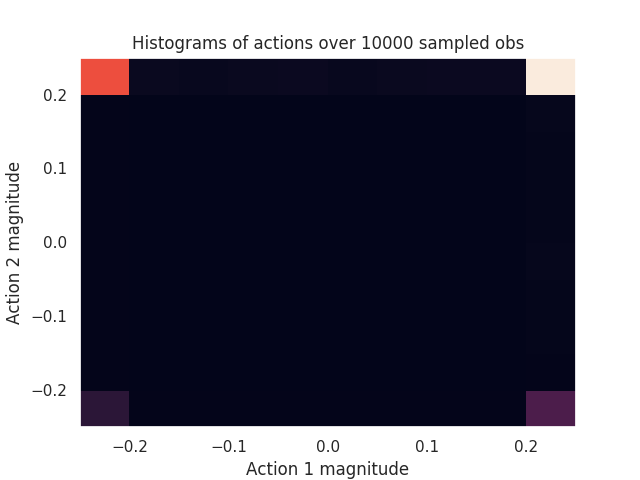 Histograms of actions over 10000 sampled obs
Action 2 magnitude
0.2
0.1
0.0
−0.1
−0.2
−0.2 −0.1 0.0 0.1 0.2
Action 1 magnitude